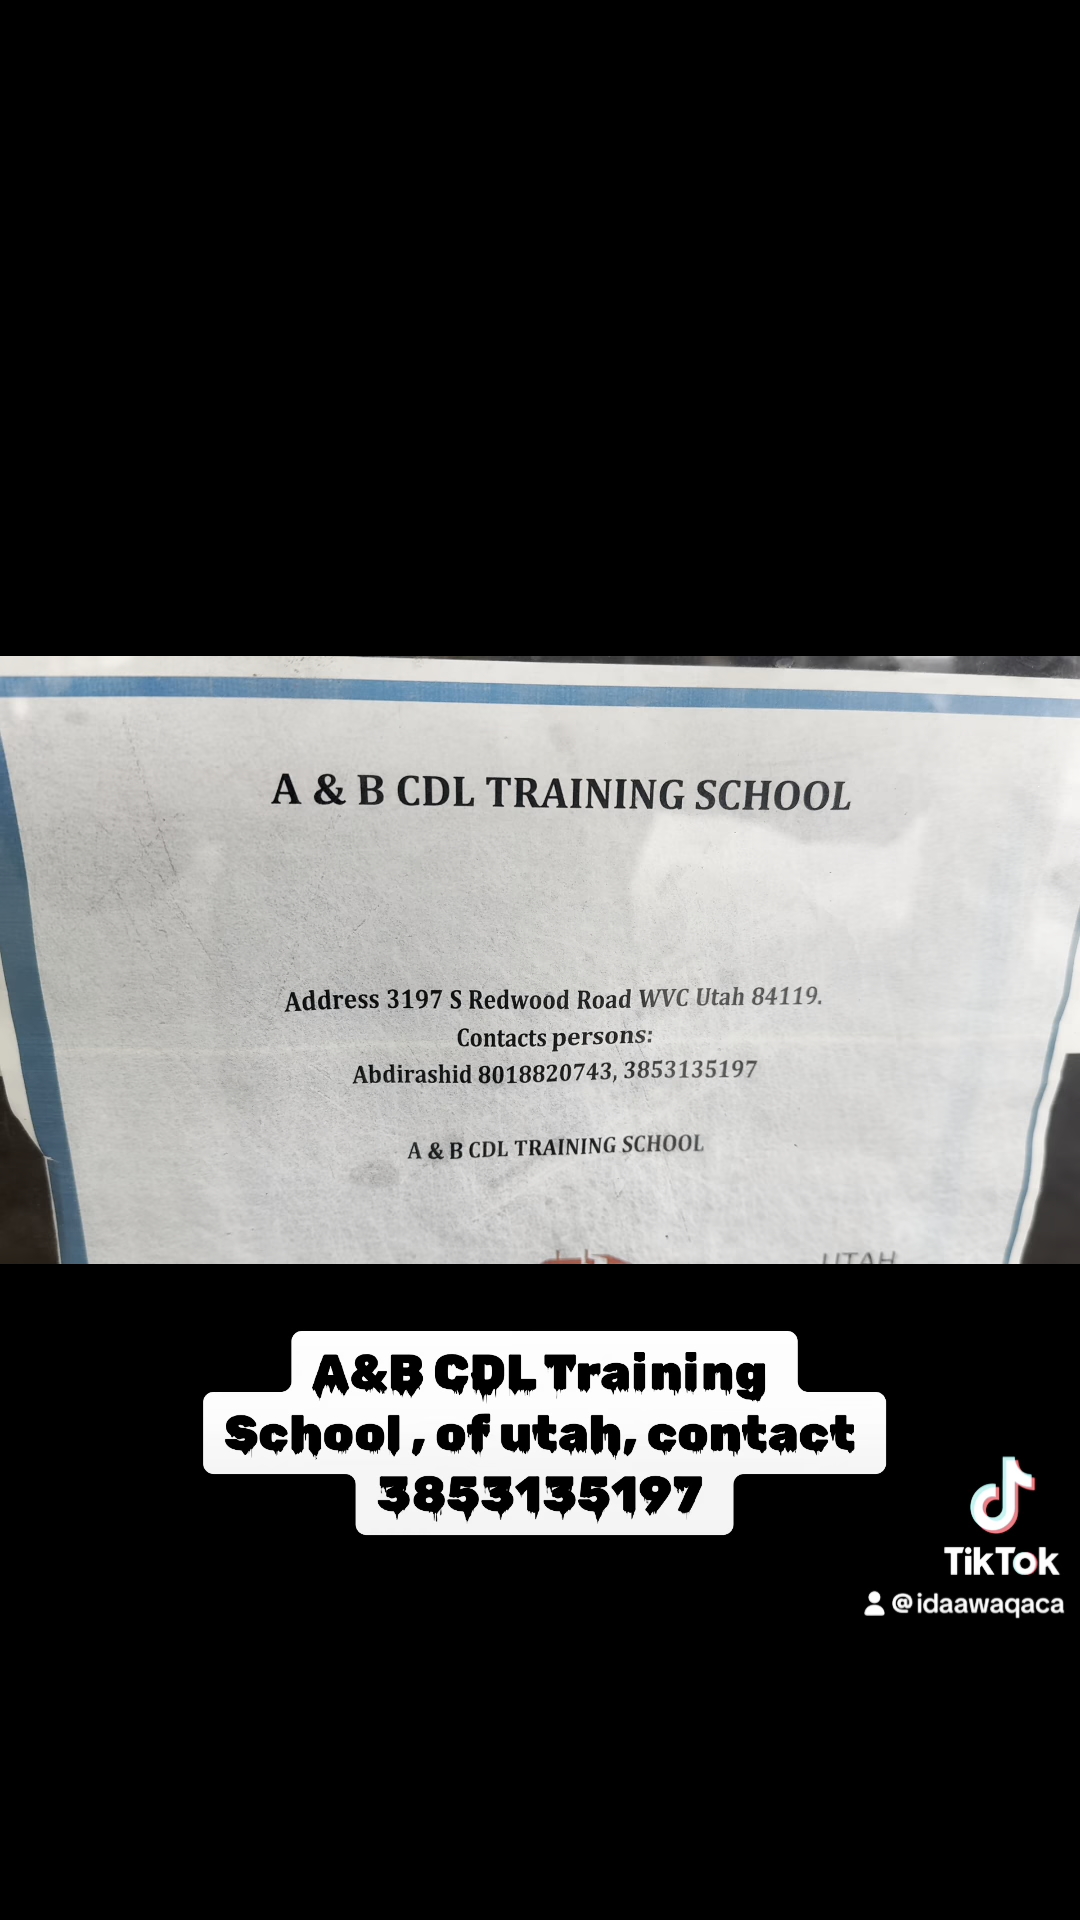 A & B CDL TRAINING SCHOOL
Address 3197 S Redwood Road WVC Utah 84119.
Contacts persons:
Abdirashid 8018820743, 3853135197
A & B CDL TRAINING SCHOOL
UTAH
A&B CDL Training
School , of utah, contact
3853135197
TikTok
@idaawaqaca